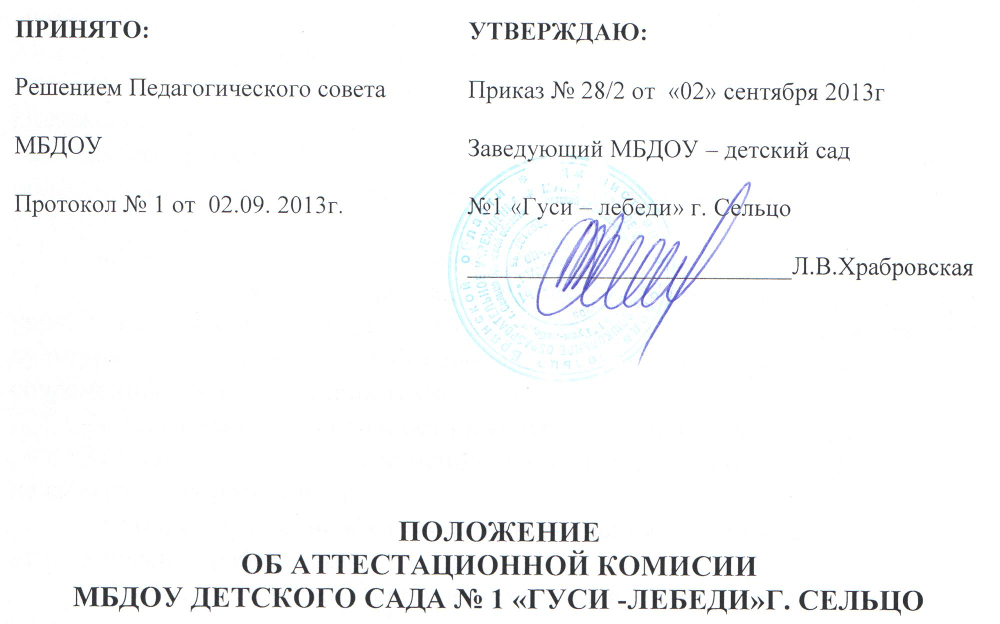 ПРИНЯТО:
Решением Педагогического совета
МБДОУ
Протокол № 1 от 02.09. 2013г.
УТВЕРЖДАЮ:
Приказ № 28/2 от «02» сентября 2013г
Заведующий МБДОУ – детский сад
№1 «Гуси – лебеди» г. Сельцо
Л.В.Храбровская
Брянской области
ПОЛОЖЕНИЕ
ОБ АТТЕСТАЦИОННОЙ КОМИСИИ
МБДОУ ДЕТСКОГО САДА № 1 «ГУСИ -ЛЕБЕДИ»Г. СЕЛЬЦО